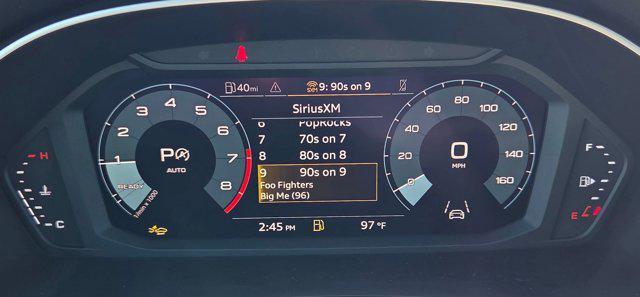 40mi
SXM 9: 90s on 9
SiriusXM
6 PopRocks
7 70s on 7
8 80s on 8
9 90s on 9
Foo Fighters
Big Me (96)
2:45 PM
97 °F
1 2 3 4 5 6 7 8
P A
AUTO
READY
1/min x 1000
0 20 40 60 80 100 120 140 160
0
MPH
H
C
F
E